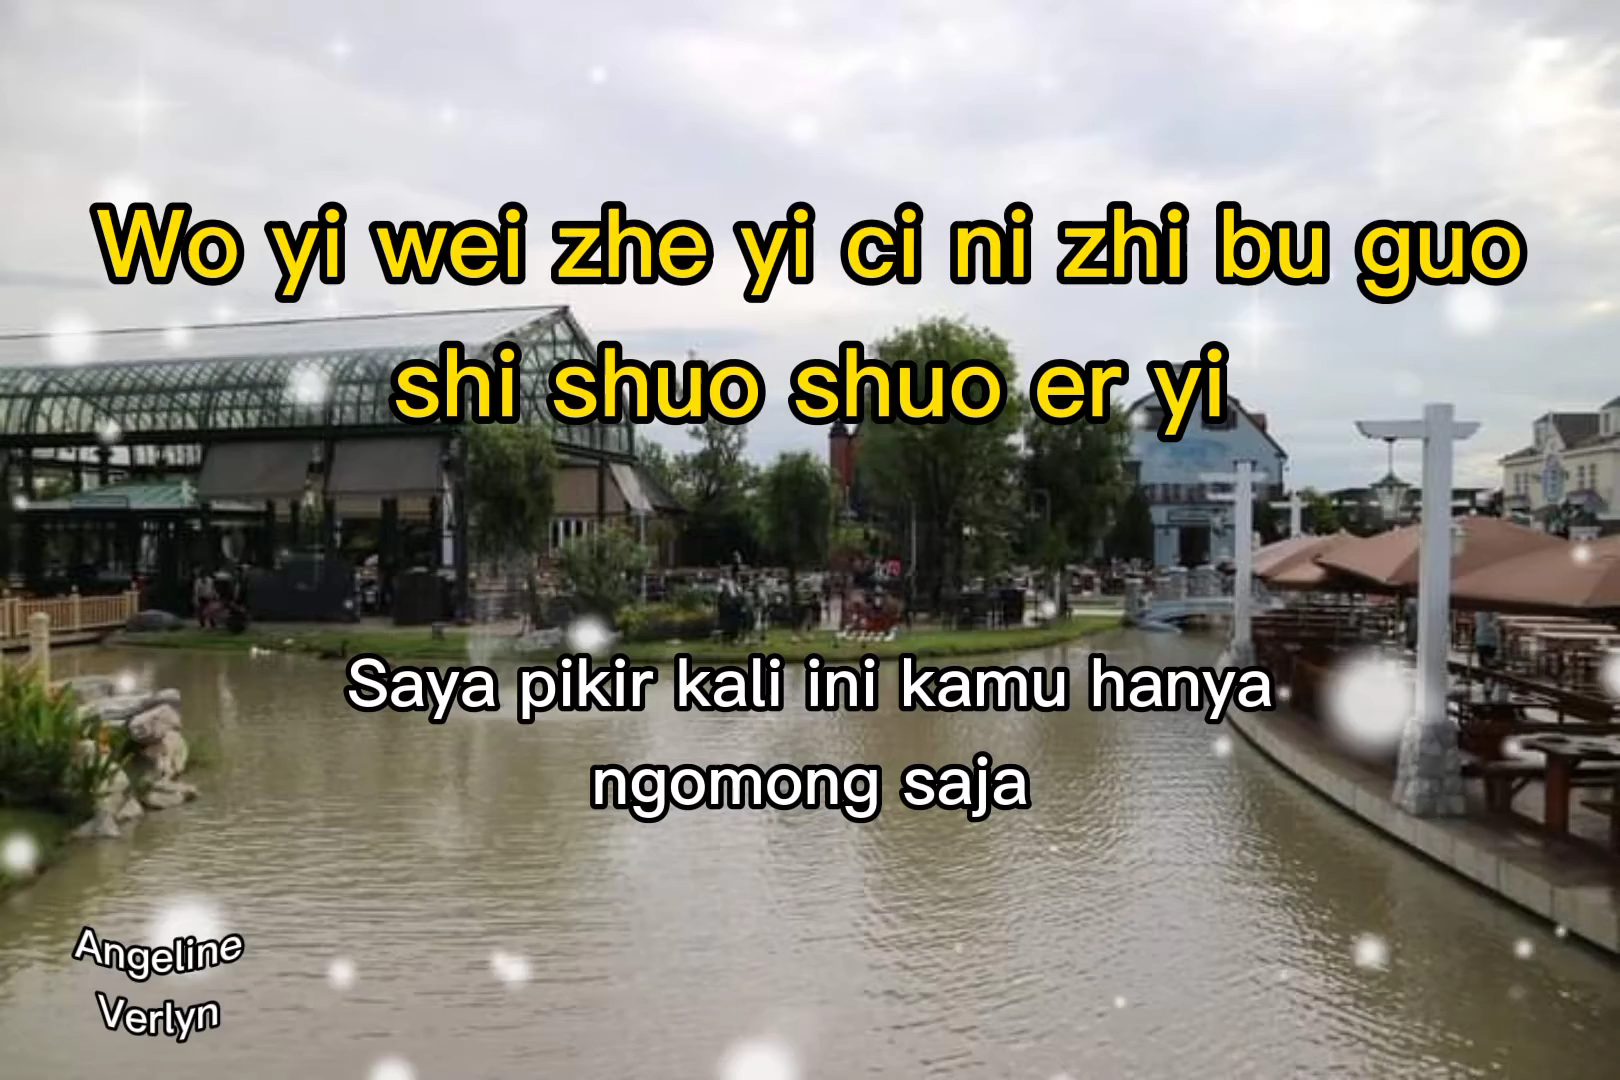 Wo yi wei zhe yi ci ni zhi bu guo
shi shuo shuo er yi
Saya pikir kali ini kamu hanya
ngomong saja
Angeline
Verlyn